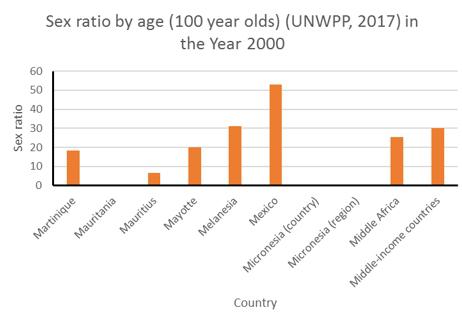 Sex ratio by age (100 year olds) (UNWPP, 2017) in
the Year 2000
60
50
40
30
20
10
0
Sex ratio
Martinique
Mauritania
Mauritius
Mayotte
Melanesia
Mexico
Micronesia (country)
Micronesia (region)
Middle Africa
Middle-income countries
Country